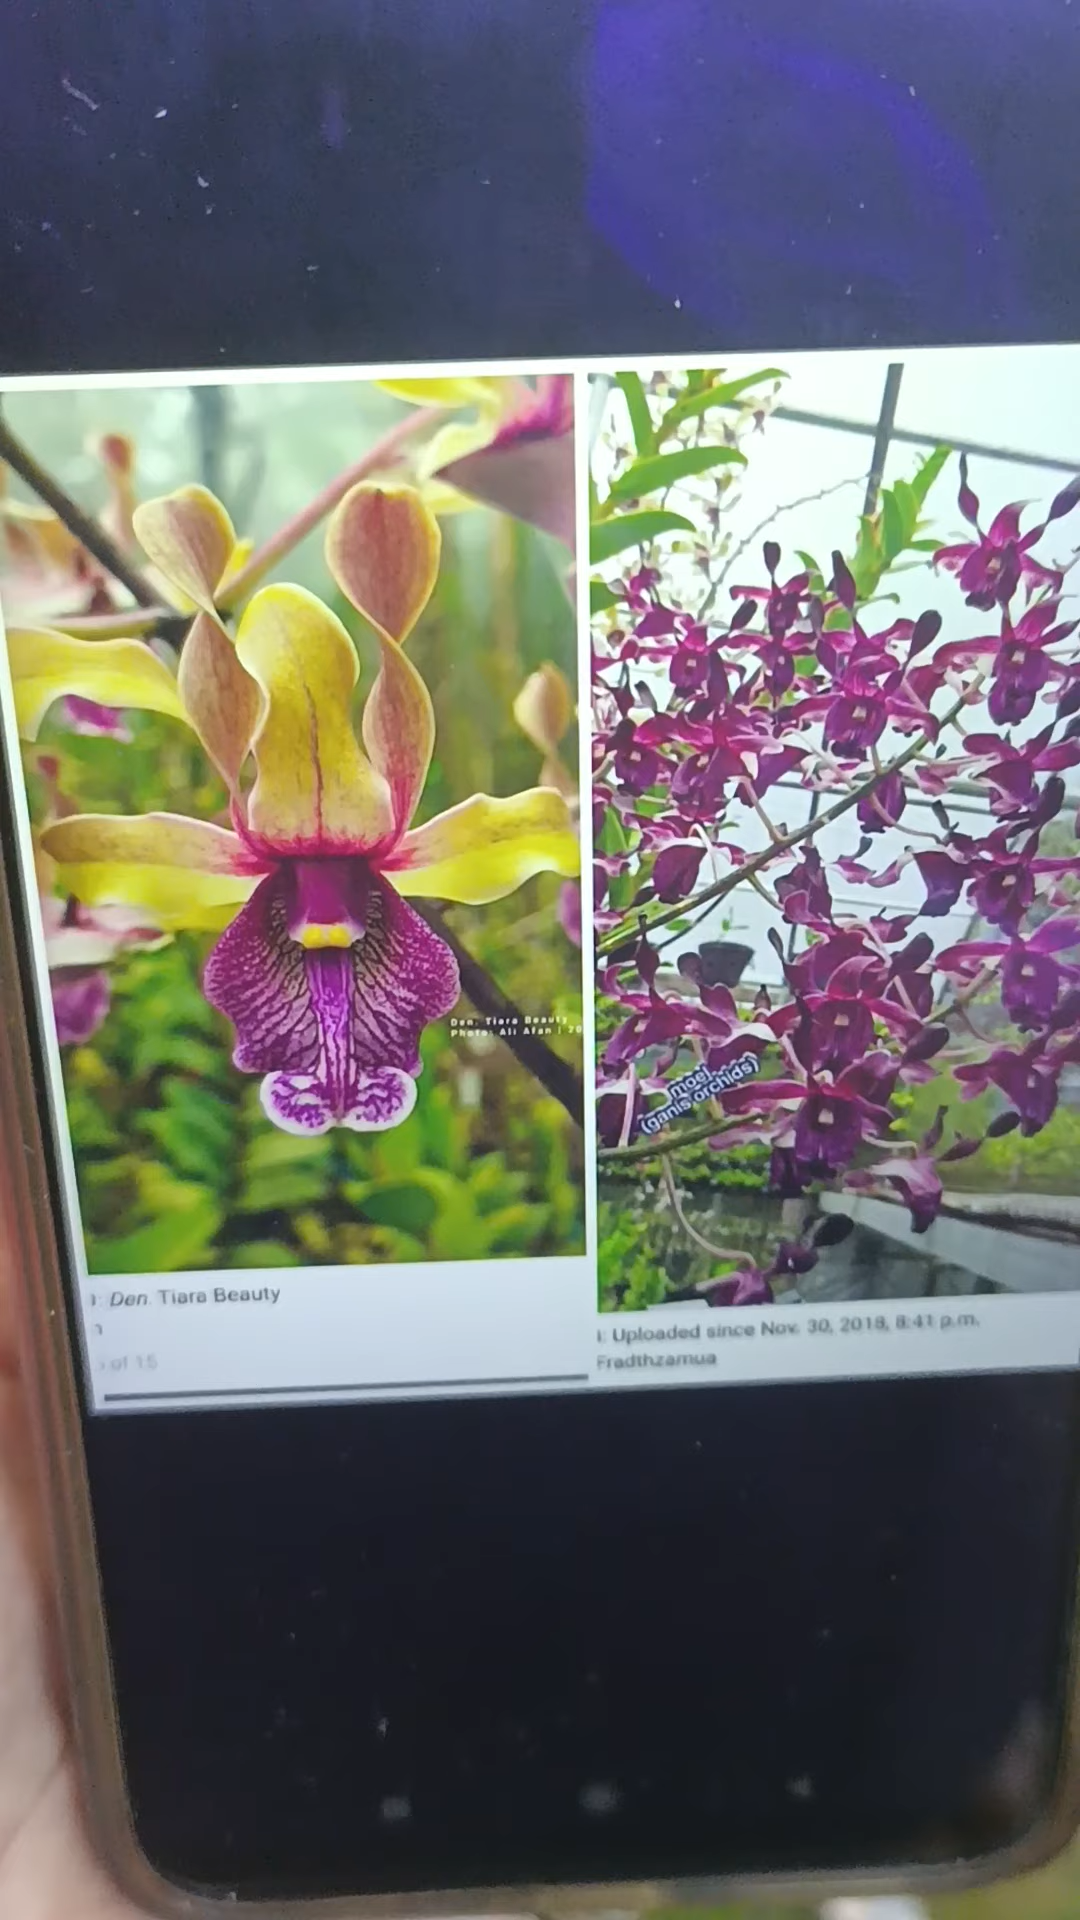 Den. Tiara Beauty
Photo: Ali Afan | 20
moel
(ganis orchids)
: Den. Tiara Beauty
of 15
: Uploaded since Nov. 30, 2018, 8:41 p.m.
Fradthzamua